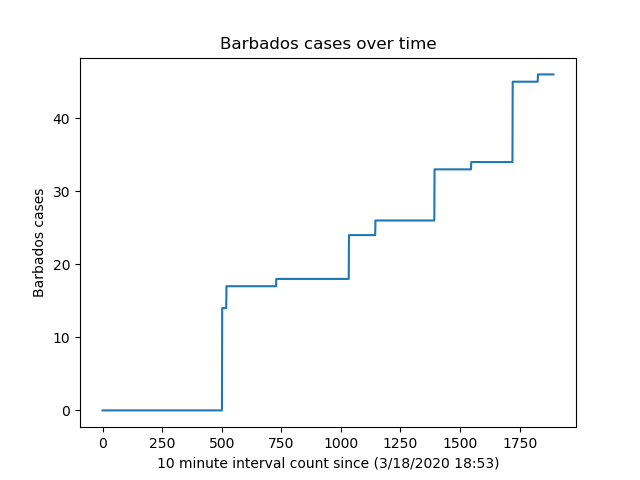 Barbados cases over time
40
30
20
10
0
Barbados cases
0 250 500 750 1000 1250 1500 1750
10 minute interval count since (3/18/2020 18:53)